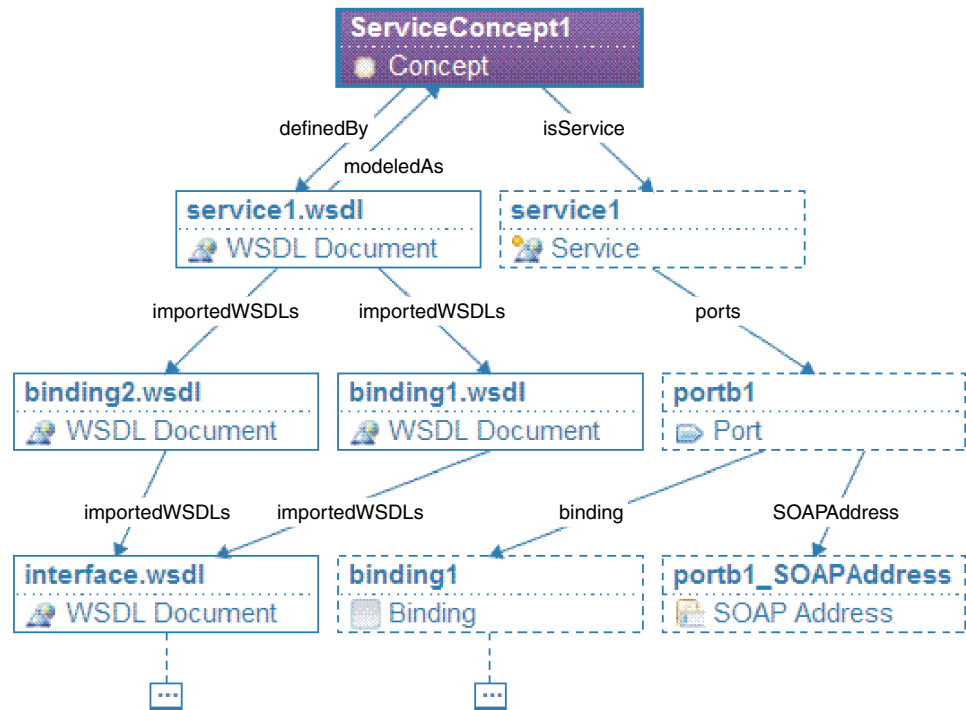 ServiceConcept1
Concept
definedBy
isService
modeledAs
service1.wsdl
WSDL Document
service1
Service
importedWSDLs
importedWSDLs
ports
binding2.wsdl
WSDL Document
binding1.wsdl
WSDL Document
portb1
Port
importedWSDLs
importedWSDLs
binding
SOAPAddress
interface.wsdl
WSDL Document
binding1
Binding
portb1_SOAPAddress
SOAP Address
...
...